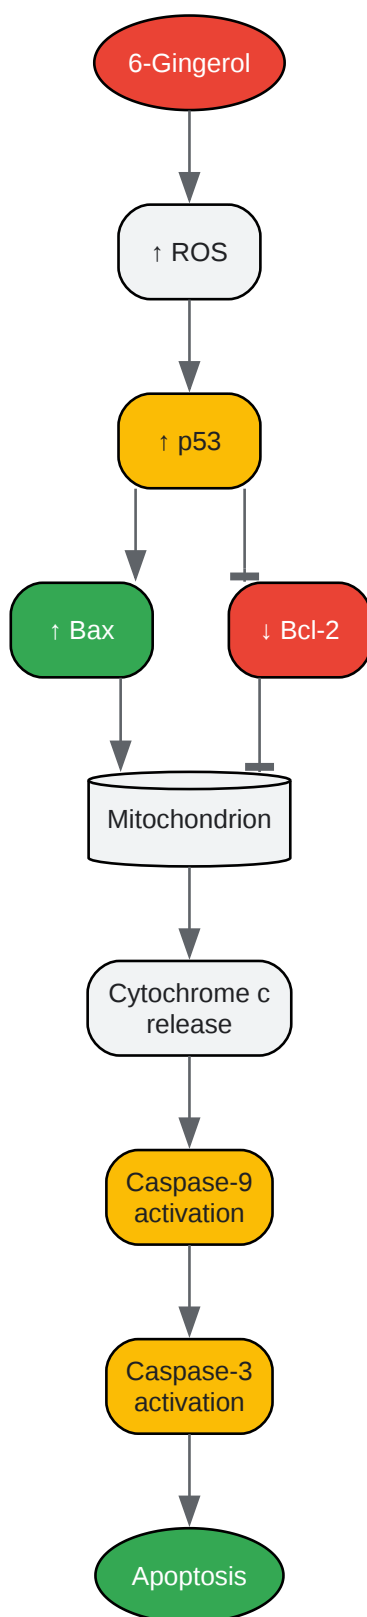 6-Gingerol
↑ ROS
↑ p53
↑ Bax
↓ Bcl-2
Mitochondrion
Cytochrome c
release
Caspase-9
activation
Caspase-3
activation
Apoptosis